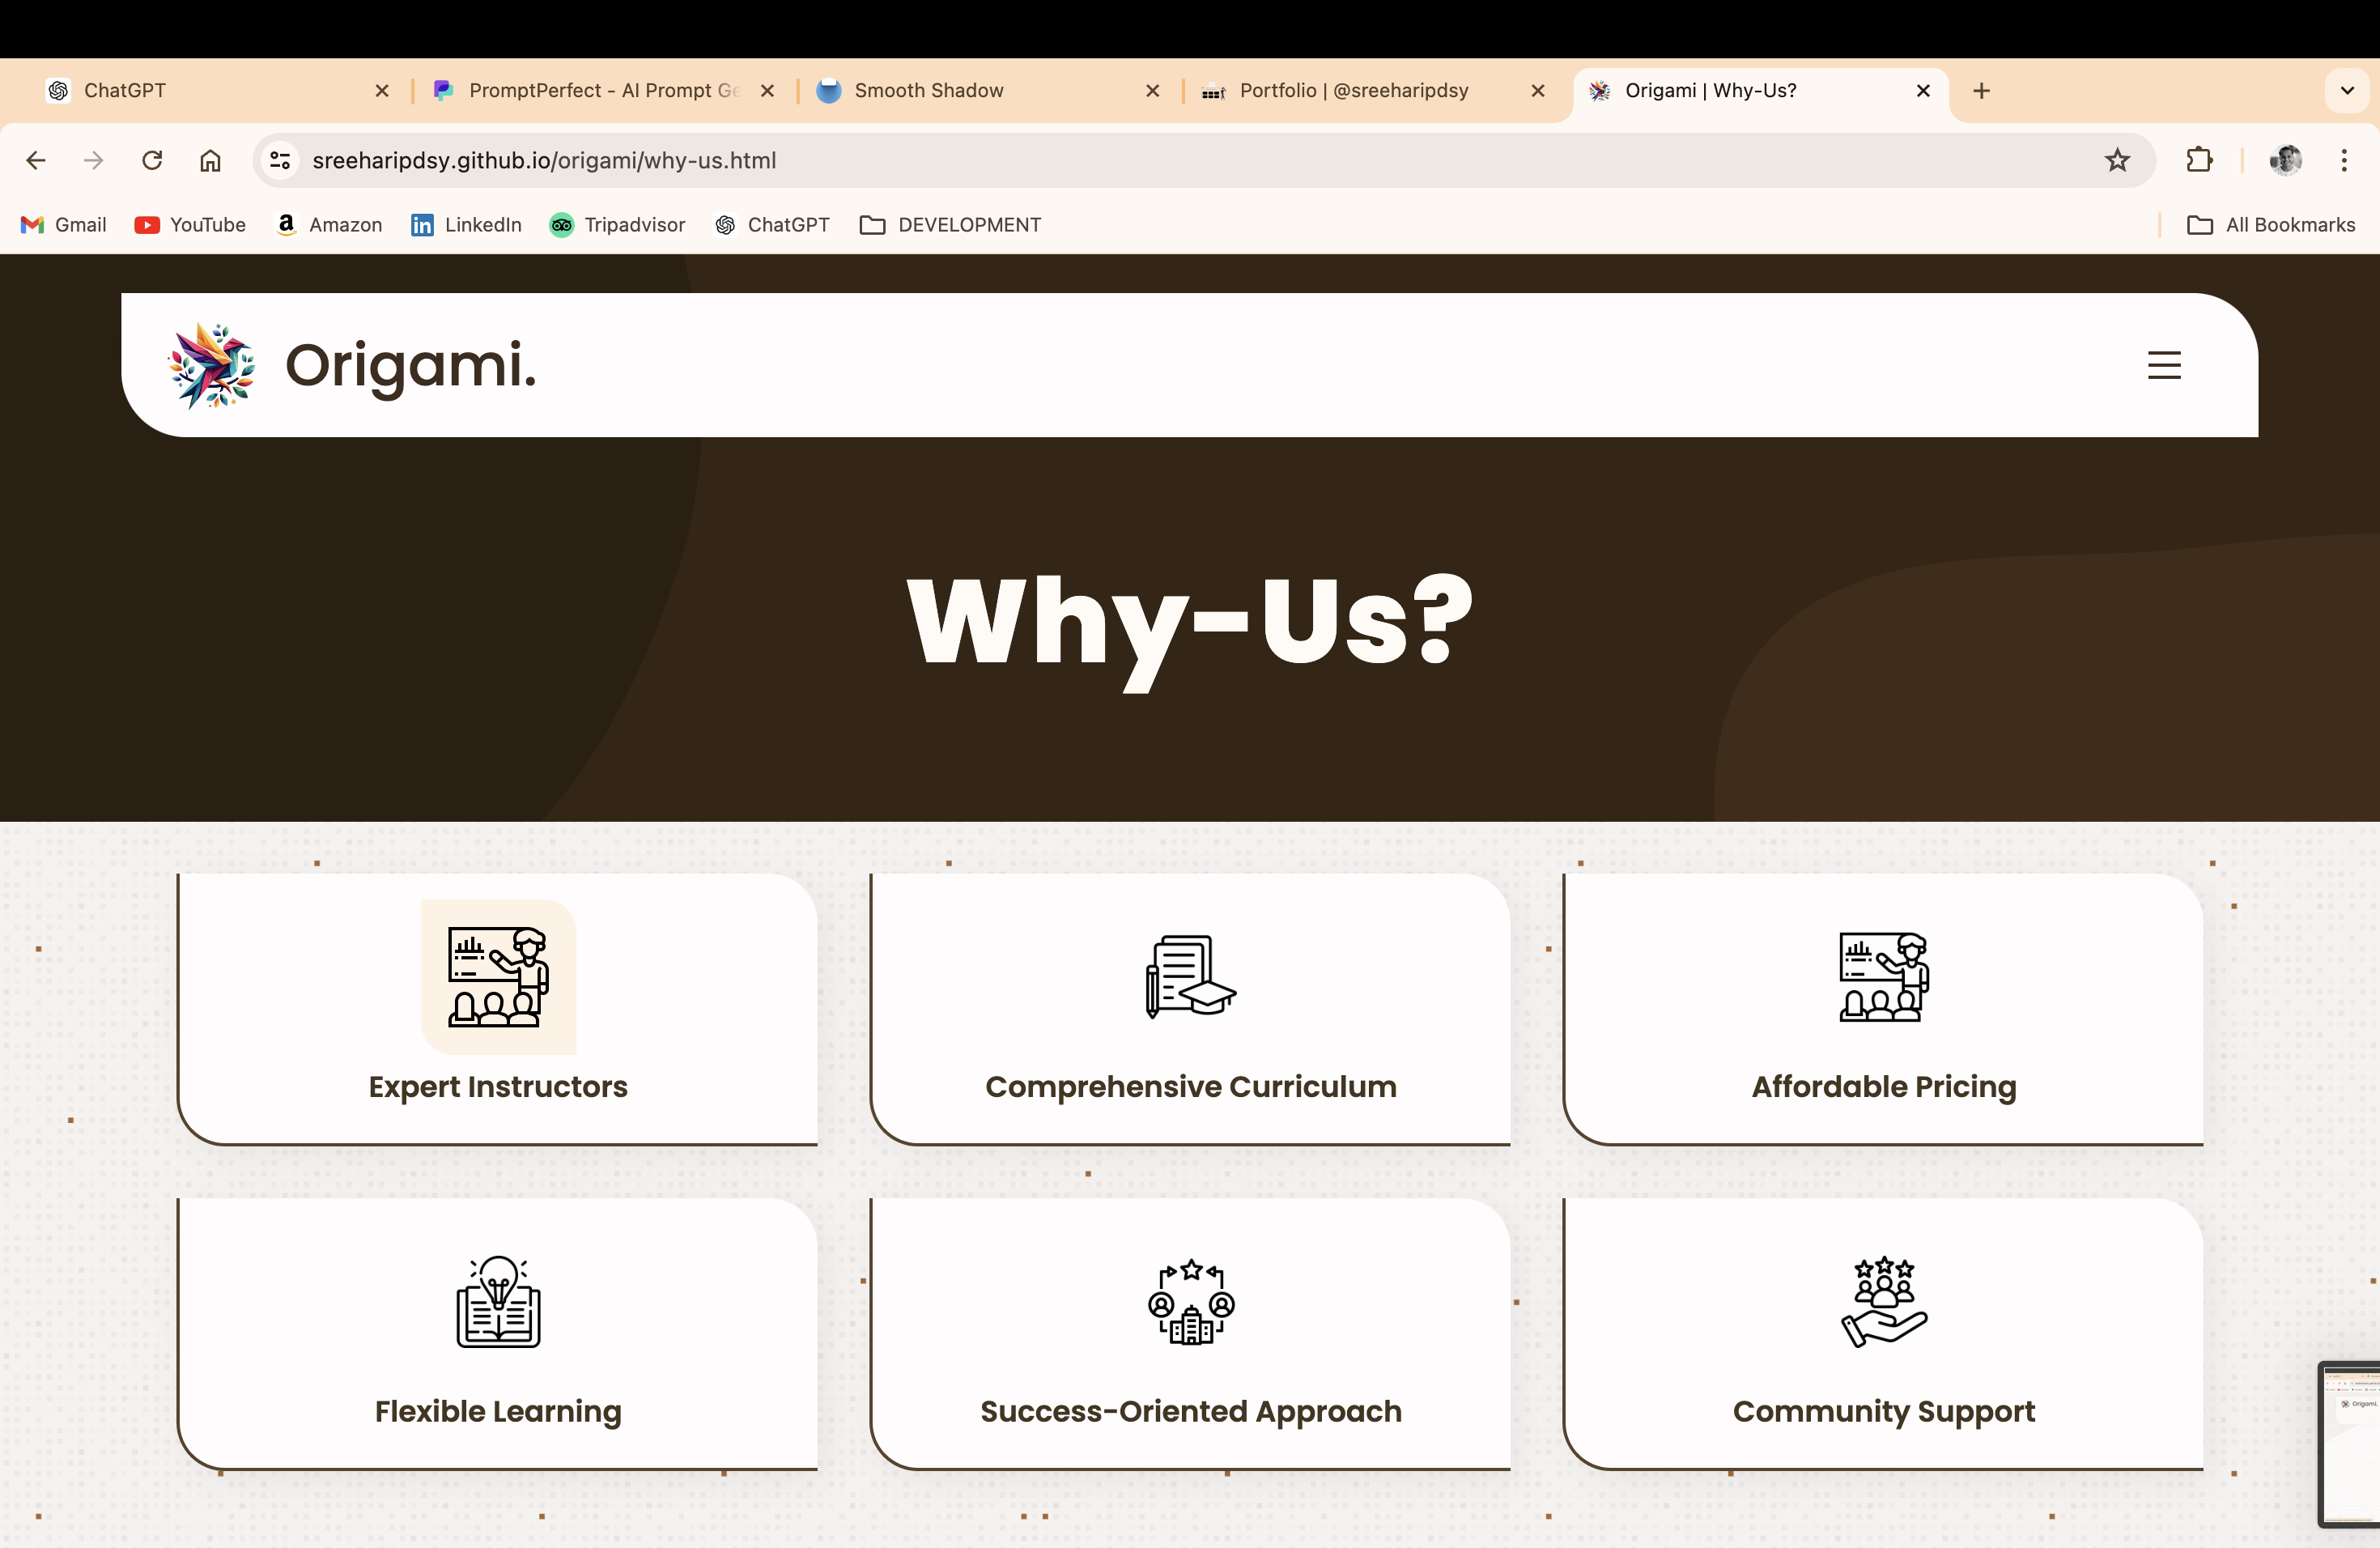 ChatGPT
PromptPerfect - AI Prompt Ge
Smooth Shadow
Portfolio | @sreeharipdsy
Origami | Why-Us?
sreeharipdsy.github.io/origami/why-us.html
Gmail
YouTube
Amazon
LinkedIn
Tripadvisor
ChatGPT
DEVELOPMENT
All Bookmarks
Origami.
Why-Us?
Expert Instructors
Comprehensive Curriculum
Affordable Pricing
Flexible Learning
Success-Oriented Approach
Community Support
Origami.